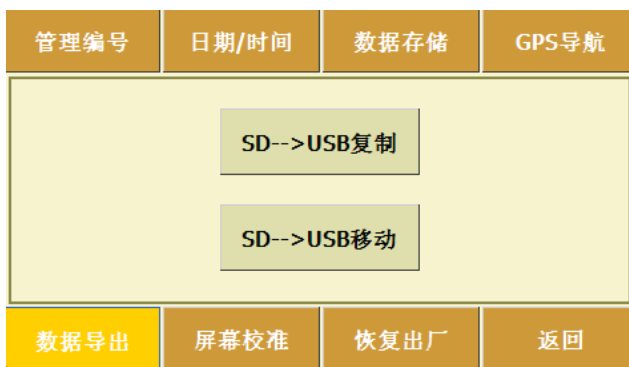 管理编号 日期/时间 数据存储 GPS导航
SD-->USB复制
SD-->USB移动
数据导出 屏幕校准 恢复出厂 返回